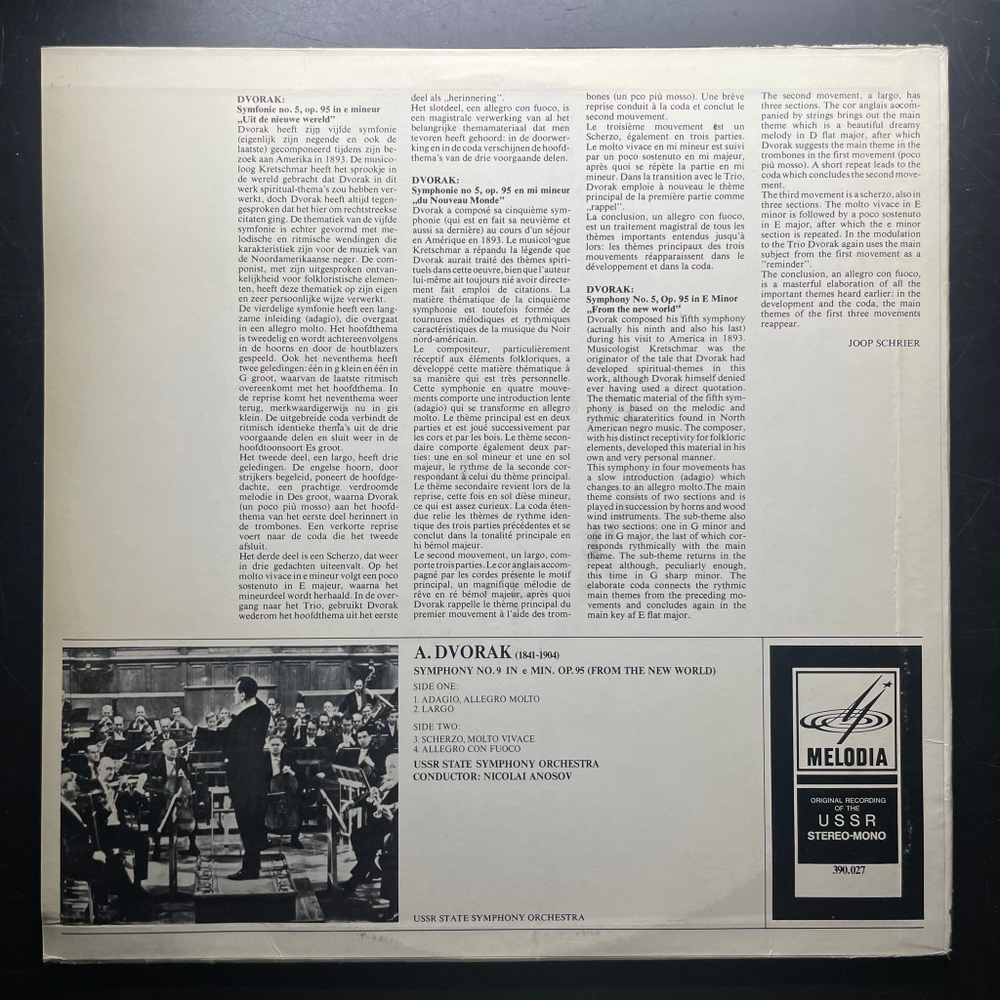 DVORAK:
Symfonie no. 5, op. 95 in e mineur
„Uit de nieuwe wereld”
Dvorak heeft zijn vijfde symfonie
(eigenlijk zijn negende en ook de
laatste) gecomponeerd tijdens zijn be-
zoek aan Amerika in 1893. De musico-
loog Kretschmar heeft het sprookje in
de wereld gebracht dat Dvorak in dit
werk spiritual-thema's zou hebben ver-
werkt, doch Dvorak heeft altijd tegen-
gesproken dat het hier om rechtstreekse
citaten ging. De thematiek van de vijfde
symfonie is echter gevormd met me-
lodische en ritmische wendingen die
karakteristiek zijn voor de muziek van
de Noordamerikaanse neger. De com-
ponist, met zijn uitgesproken ontvan-
kelijkheid voor folkloristische elemen-
ten, heeft deze thematiek op zijn eigen
en zeer persoonlijke wijze verwerkt.
De vierdelige symfonie heeft een lang-
zame inleiding (adagio), die overgaat
in een allegro molto. Het hoofdthema
is tweedelig en wordt achtereenvolgens
in de hoorns en door de houtblazers
gespeeld. Ook het neventhema heeft
twee geledingen: één in g klein en één in
G groot, waarvan de laatste ritmisch
overeenkomt met het hoofdthema. In
de reprise komt het neventhema weer
terug, merkwaardigerwijs nu in gis
klein. De uitgebreide coda verbindt de
ritmisch identieke thema's uit de drie
voorgaande delen en sluit weer in de
hoofdtoonsoort Es groot.
Het tweede deel, een largo, heeft drie
geledingen. De engelse hoorn, door
strijkers begeleid, poneert de hoofdge-
dachte, een prachtige verdroomde
melodie in Des groot, waarna Dvorak
(un poco più mosso) aan het hoofd-
thema van het eerste deel herinnert in
de trombones. Een verkorte reprise
voert naar de coda die het tweede
afsluit.
Het derde deel is een Scherzo, dat weer
in drie gedachten uiteenvalt. Op het
molto vivace in e mineur volgt een poco
sostenuto in E majeur, waarna het
mineurdeel wordt herhaald. In de over-
gang naar het Trio, gebruikt Dvorak
wederom het hoofdthema uit het eerste
deel als „herinnering”.
Het slotdeel, een allegro con fuoco, is
een magistrale verwerking van al het
belangrijke themamateriaal dat men
tevoren heeft gehoord: in de doorwer-
king en in de coda verschijnen de hoofd-
thema's van de drie voorgaande delen.
DVORAK:
Symphonie no 5, op. 95 en mi mineur
„du Nouveau Monde”
Dvorak a composé sa cinquième sym-
phonie (qui est en fait sa neuvième et
aussi sa dernière) au cours d'un séjour
en Amérique en 1893. Le musicologue
Kretschmar a répandu la légende que
Dvorak aurait traité des thèmes spiri-
tuels dans cette oeuvre, bien que l'auteur
lui-même ait toujours nié avoir directe-
ment fait emploi de citations. La
matière thématique de la cinquième
symphonie est toutefois formée de
tournures mélodiques et rythmiques
caractéristiques de la musique du Noir
nord-américain.
Le compositeur, particulièrement
réceptif aux éléments folkloriques, a
développé cette matière thématique à
sa manière qui est très personnelle.
Cette symphonie en quatre mouve-
ments comporte une introduction lente
(adagio) qui se transforme en allegro
molto. Le thème principal est en deux
parties et est joué successivement par
les cors et par les bois. Le thème secon-
daire comporte également deux par-
ties: une en sol mineur et une en sol
majeur, le rythme de la seconde cor-
respondant à celui du thème principal.
Le thème secondaire revient lors de la
reprise, cette fois en sol dièse mineur,
ce qui est assez curieux. La coda éten-
due relie les thèmes de rythme iden-
tique des trois parties précédentes et se
conclut dans la tonalité principale en
hi bémol majeur.
Le second mouvement, un largo, com-
porte trois parties. Le cor anglais accom-
pagné par les cordes présente le motif
principal, un magnifique mélodie de
rêve en ré bémol majeur, après quoi
Dvorak rappelle le thème principal du
premier mouvement à l'aide des trom-
bones (un pco più mosso). Une brève
reprise conduit à la coda et conclut le
second mouvement.
Le troisième mouvement est un
Scherzo, également en trois parties.
Le molto vivace en mi mineur est suivi
par un poco sostenuto en mi majeur,
après quoi se répète la partie en mi
mineur. Dans la transition avec le Trio,
Dvorak emploie à nouveau le thème
principal de la première partie comme
„rappel”.
La conclusion, un allegro con fuoco,
est un traitement magistral de tous les
thèmes importants entendus jusqu'à
lors: les thèmes principaux des trois
mouvements réapparaissent dans le
développement et dans la coda.
DVORAK:
Symphony No. 5, Op. 95 in E Minor
„From the new world”
Dvorak composed his fifth symphony
(actually his ninth and also his last)
during his visit to America in 1893.
Musicologist Kretschmar was the
originator of the tale that Dvorak had
developed spiritual-themes in this
work, although Dvorak himself denied
ever having used a direct quotation.
The thematic material of the fifth sym-
phony is based on the melodic and
rythmic charateritics found in North
American negro music. The composer,
with his distinct receptivity for folkloric
elements, developed this material in his
own and very personal manner.
This symphony in four movements has
a slow introduction (adagio) which
changes to an allegro molto.The main
theme consists of two sections and is
played in succession by horns and wood
wind instruments. The sub-theme also
has two sections: one in G minor and
one in G major, the last of which cor-
responds rythmically with the main
theme. The sub-theme returns in the
repeat although, peculiarly enough,
this time in G sharp minor. The
elaborate coda connects the rythmic
main themes from the preceding mo-
vements and concludes again in the
main key af E flat major.
The second movement, a largo, has
three sections. The cor anglais accom-
panied by strings brings out the main
theme which is a beautiful dreamy
melody in D flat major, after which
Dvorak suggests the main theme in the
trombones in the first movement (poco
più mosso). A short repeat leads to the
coda which concludes the second move-
ment.
The third movement is a scherzo, also in
three sections. The molto vivace in E
minor is followed by a poco sostenuto
in E major, after which the e minor
section is repeated. In the modulation
to the Trio Dvorak again uses the main
subject from the first movement as a
"reminder".
The conclusion, an allegro con fuoco,
is a masterful elaboration of all the
important themes heard earlier: in the
development and the coda, the main
themes of the first three movements
reappear.
JOOP SCHRIER
A. DVORAK (1841-1904)
SYMPHONY NO. 9 IN e MIN. OP. 95 (FROM THE NEW WORLD)
SIDE ONE:
1. ADAGIO, ALLEGRO MOLTO
2. LARGO
SIDE TWO:
3. SCHERZO, MOLTO VIVACE
4. ALLEGRO CON FUOCO
USSR STATE SYMPHONY ORCHESTRA
CONDUCTOR: NICOLAI ANOSOV
USSR STATE SYMPHONY ORCHESTRA
MELODIA
ORIGINAL RECORDING
OF THE
USSR
STEREO-MONO
390.027